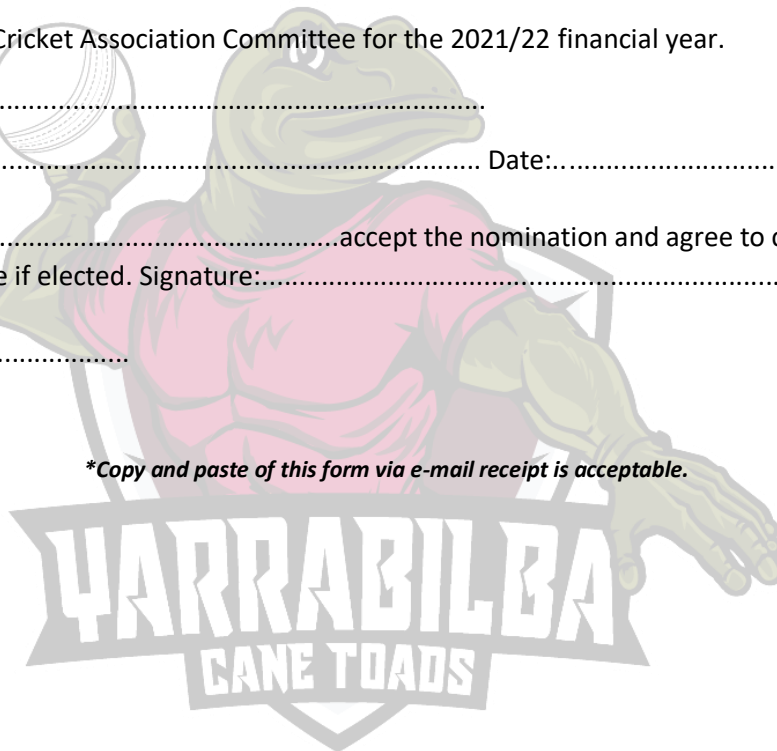 Cricket Association Committee for the 2021/22 financial year.
................................................................
................................................................ Date:..............................
.............................................accept the nomination and agree to
e if elected. Signature:......................................................................
..................
*Copy and paste of this form via e-mail receipt is acceptable.
YARRABILBA
CANE TOADS